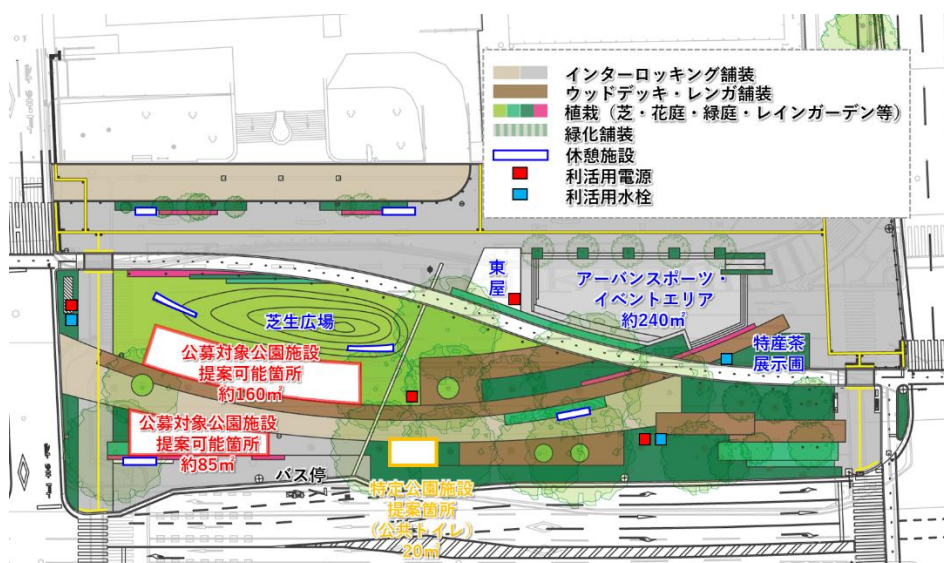 インターロッキング舗装
ウッドデッキ・レンガ舗装
植栽（芝・花庭・緑庭・レインガーデン等）
緑化舗装
休憩施設
利活用電源
利活用水栓
東
屋
アーバンスポーツ・
イベントエリア
約240㎡
芝生広場
特産茶
展示圃
公募対象公園施設
提案可能箇所
約160㎡
公募対象公園施設
提案可能箇所
約85㎡
バス停
特定公園施設
提案箇所
（公共トイレ）
20㎡